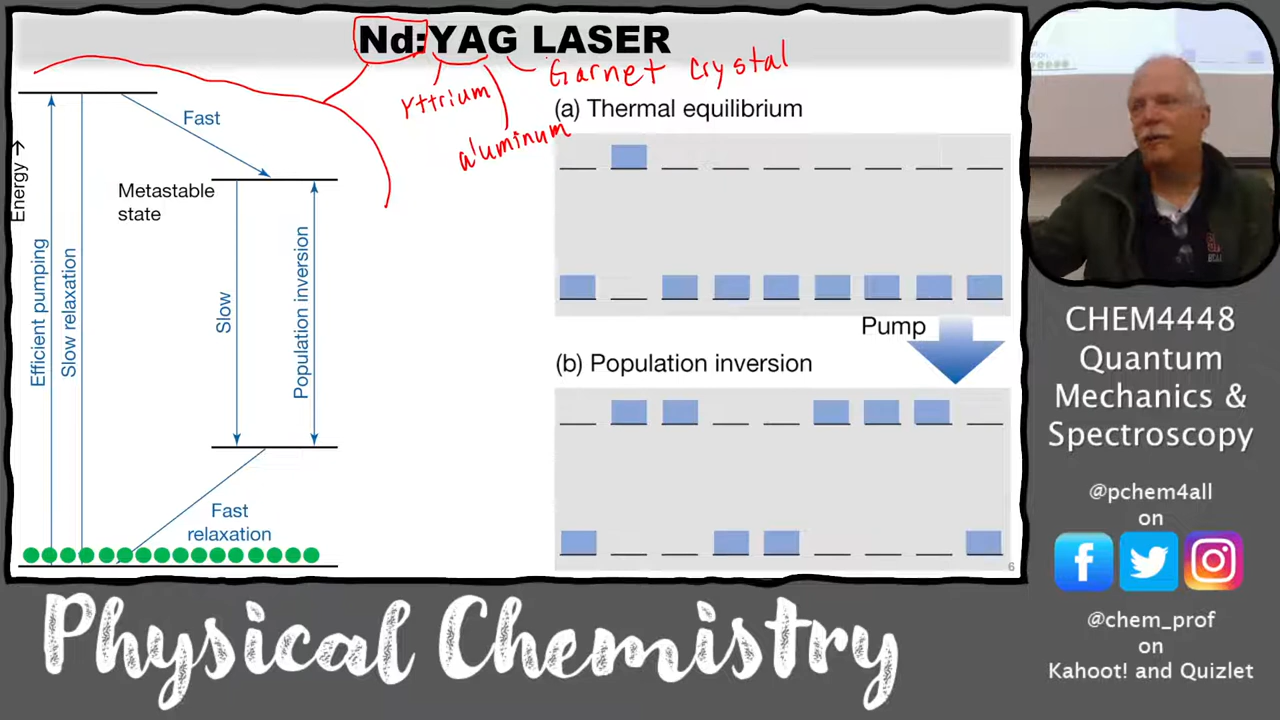 Nd:YAG LASER
Yttrium
aluminum
Garnet Crystal
Energy →
Fast
Metastable
state
Efficient pumping
Slow relaxation
Slow
Population inversion
Fast
relaxation
(a) Thermal equilibrium
Pump
(b) Population inversion
6
CHEM4448
Quantum
Mechanics &
Spectroscopy
@pchem4all
on
@chem_prof
on
Kahoot! and Quizlet
Physical Chemistry